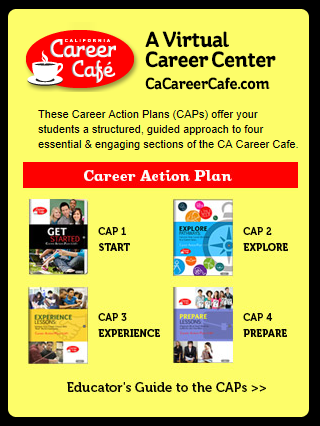 CALIFORNIA
Career
Café
A Virtual
Career Center
CaCareerCafe.com
These Career Action Plans (CAPs) offer your
students a structured, guided approach to four
essential & engaging sections of the CA Career Cafe.
Career Action Plan
GET
STARTED
CAP 1
START
EXPLORE
CAP 2
EXPLORE
EXPERIENCE
LESSONS
CAP 3
EXPERIENCE
PREPARE
LESSONS
CAP 4
PREPARE
Educator's Guide to the CAPs >>